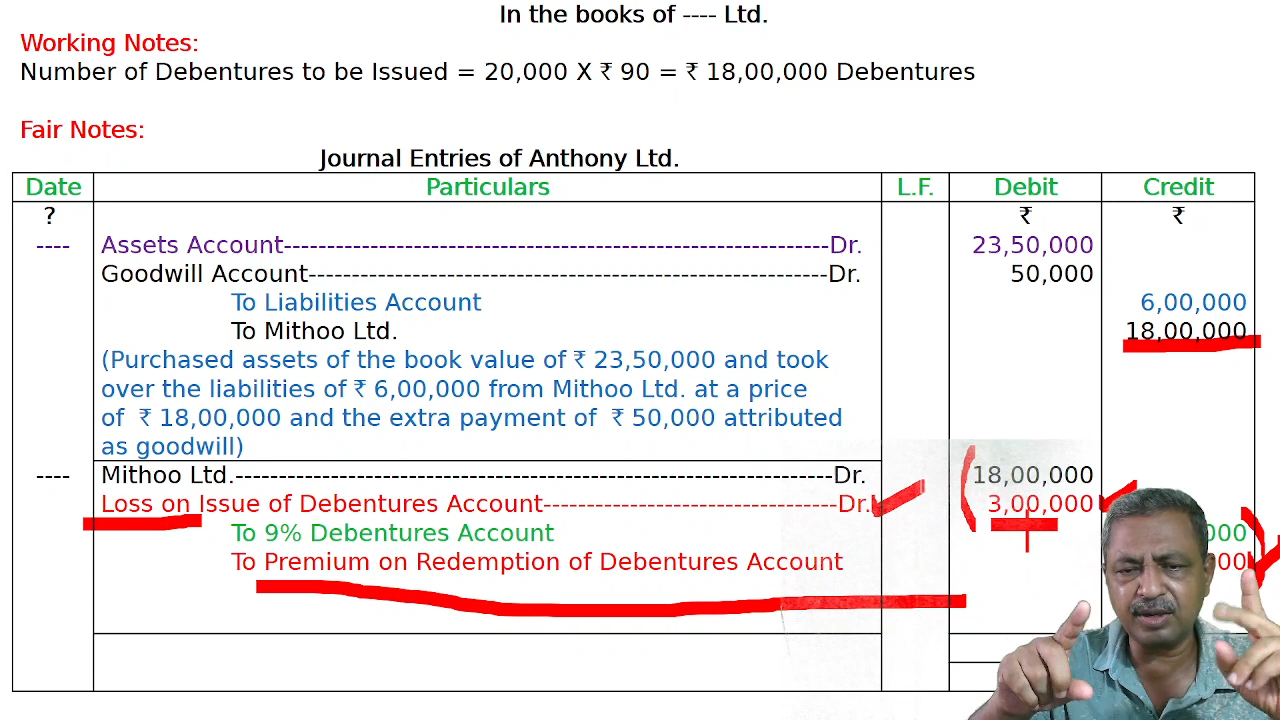 In the books of ---- Ltd.
Working Notes:
Number of Debentures to be Issued = 20,000 X ₹ 90 = ₹ 18,00,000 Debentures
Fair Notes:
Journal Entries of Anthony Ltd.
Date Particulars L.F. Debit Credit
? ₹ ₹
---- Assets Account---------------------------------------------------------------Dr. 23,50,000
Goodwill Account------------------------------------------------------------Dr. 50,000
To Liabilities Account 6,00,000
To Mithoo Ltd. 18,00,000
(Purchased assets of the book value of ₹ 23,50,000 and took
over the liabilities of ₹ 6,00,000 from Mithoo Ltd. at a price
of ₹ 18,00,000 and the extra payment of ₹ 50,000 attributed
as goodwill)
---- Mithoo Ltd.---------------------------------------------------------------------Dr. 18,00,000
Loss on Issue of Debentures Account----------------------------------Dr. 3,00,000
To 9% Debentures Account
To Premium on Redemption of Debentures Account